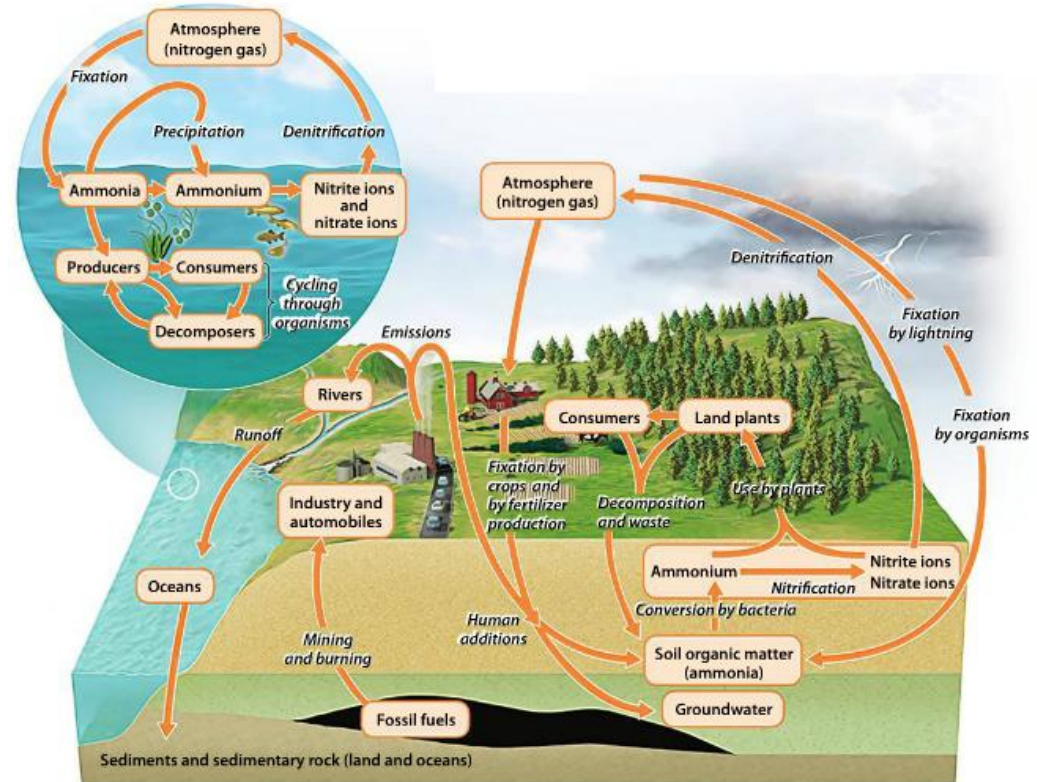 Atmosphere
(nitrogen gas)
Fixation
Precipitation
Denitrification
Ammonia
Ammonium
Nitrite ions
and
nitrate ions
Producers
Consumers
Decomposers
Cycling
through
organisms
Atmosphere
(nitrogen gas)
Denitrification
Fixation
by lightning
Fixation
by organisms
Emissions
Rivers
Runoff
Consumers
Land plants
Fixation by
crops and
by fertilizer
production
Decomposition
and waste
Use by plants
Industry and
automobiles
Oceans
Ammonium
Nitrification
Nitrite ions
Nitrate ions
Conversion by bacteria
Human
additions
Mining
and burning
Soil organic matter
(ammonia)
Groundwater
Fossil fuels
Sediments and sedimentary rock (land and oceans)